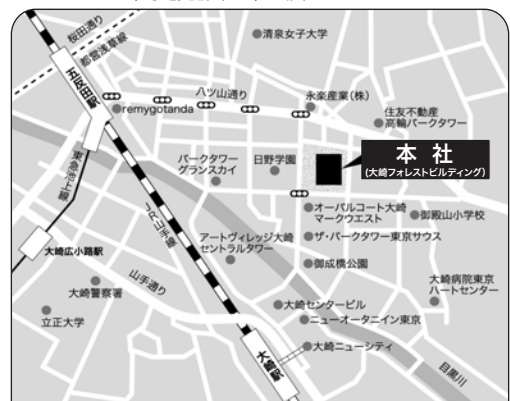 桜田通り
都営浅草線
五反田駅
清泉女子大学
八ツ山通り
remygotanda
永楽産業(株)
住友不動産
高輪パークタワー
本 社
(大崎フォレストビルディング)
パークタワー
グランスカイ
日野学園
東急池上線
JR山手線
オーバルコート大崎
マークウエスト
御殿山小学校
ザ・パークタワー東京サウス
アートヴィレッジ大崎
セントラルタワー
御成橋公園
大崎広小路駅
山手通り
大崎警察署
立正大学
大崎病院東京
ハートセンター
大崎センタービル
ニューオータニイン東京
大崎駅
大崎ニューシティ
目黒川